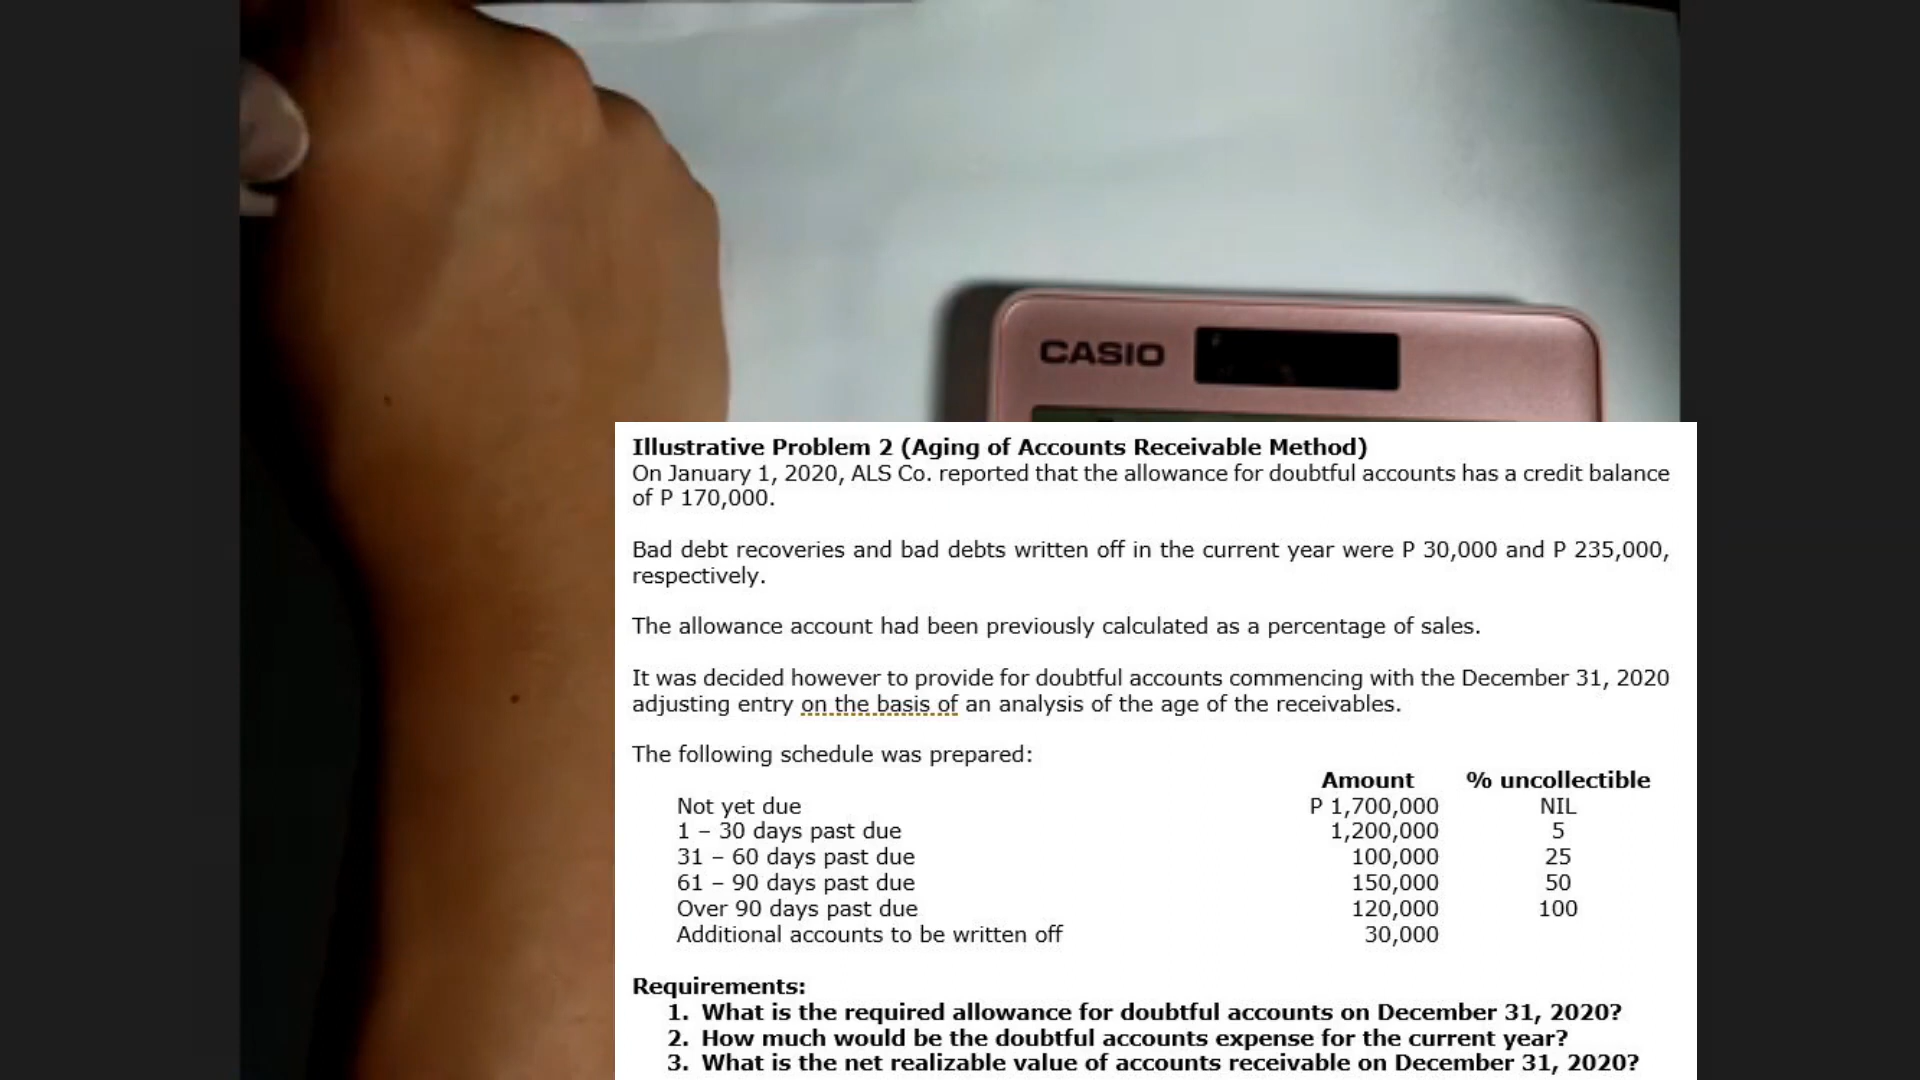 CASIO
Illustrative Problem 2 (Aging of Accounts Receivable Method)
On January 1, 2020, ALS Co. reported that the allowance for doubtful accounts has a credit balance
of P 170,000.
Bad debt recoveries and bad debts written off in the current year were P 30,000 and P 235,000,
respectively.
The allowance account had been previously calculated as a percentage of sales.
It was decided however to provide for doubtful accounts commencing with the December 31, 2020
adjusting entry on the basis of an analysis of the age of the receivables.
The following schedule was prepared:
Amount % uncollectible
Not yet due P 1,700,000 NIL
1 – 30 days past due 1,200,000 5
31 – 60 days past due 100,000 25
61 – 90 days past due 150,000 50
Over 90 days past due 120,000 100
Additional accounts to be written off 30,000
Requirements:
1. What is the required allowance for doubtful accounts on December 31, 2020?
2. How much would be the doubtful accounts expense for the current year?
3. What is the net realizable value of accounts receivable on December 31, 2020?